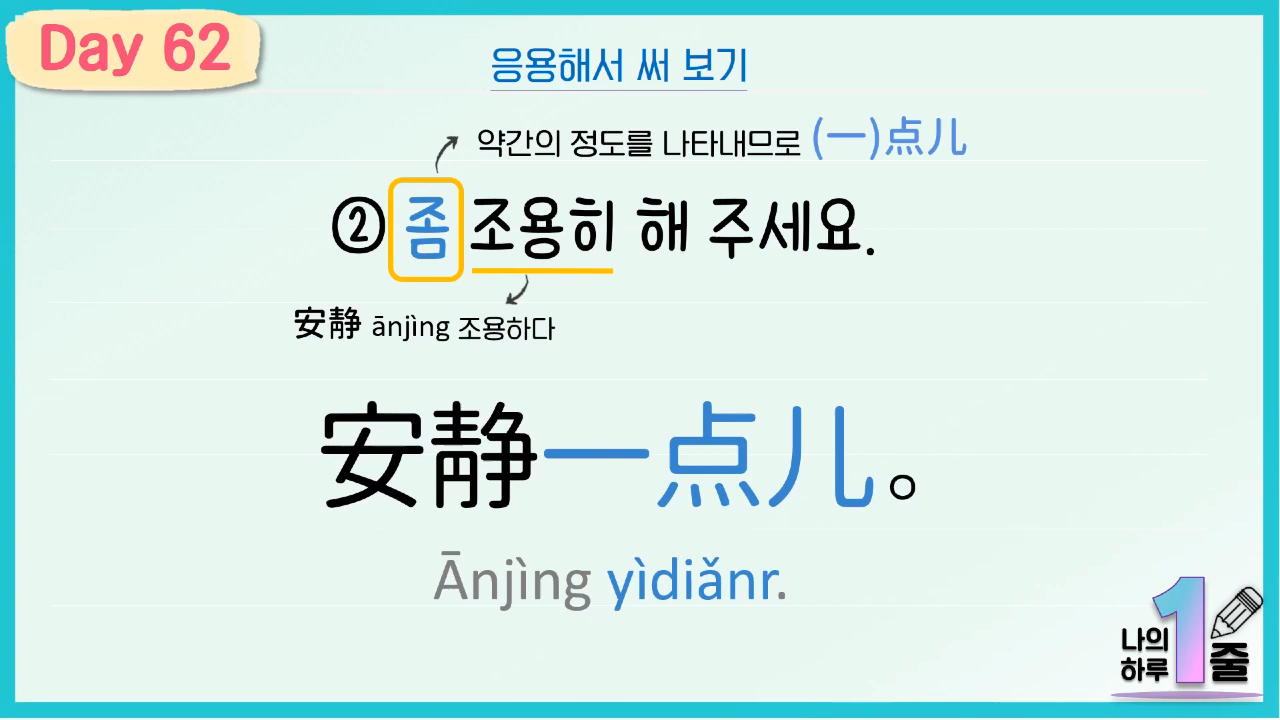 Day 62
응용해서 써 보기
약간의 정도를 나타내므로 (一)点儿
② 좀 조용히 해 주세요.
安静 ānjìng 조용하다
安静一点儿。
Ānjìng yìdiǎnr.
나의
하루
1줄